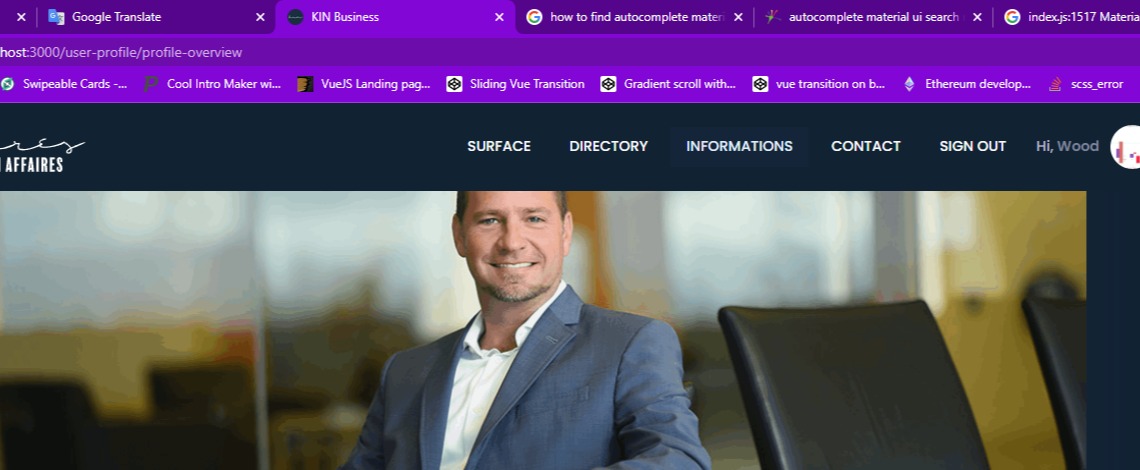 Google Translate
KIN Business
how to find autocomplete mater
autocomplete material ui search
index.js:1517 Materia
host:3000/user-profile/profile-overview
Swipeable Cards -...
Cool Intro Maker wi...
VueJS Landing pag...
Sliding Vue Transition
Gradient scroll with...
vue transition on b...
Ethereum develop...
scss_error
AFFAIRES
SURFACE
DIRECTORY
INFORMATIONS
CONTACT
SIGN OUT
Hi, Wood